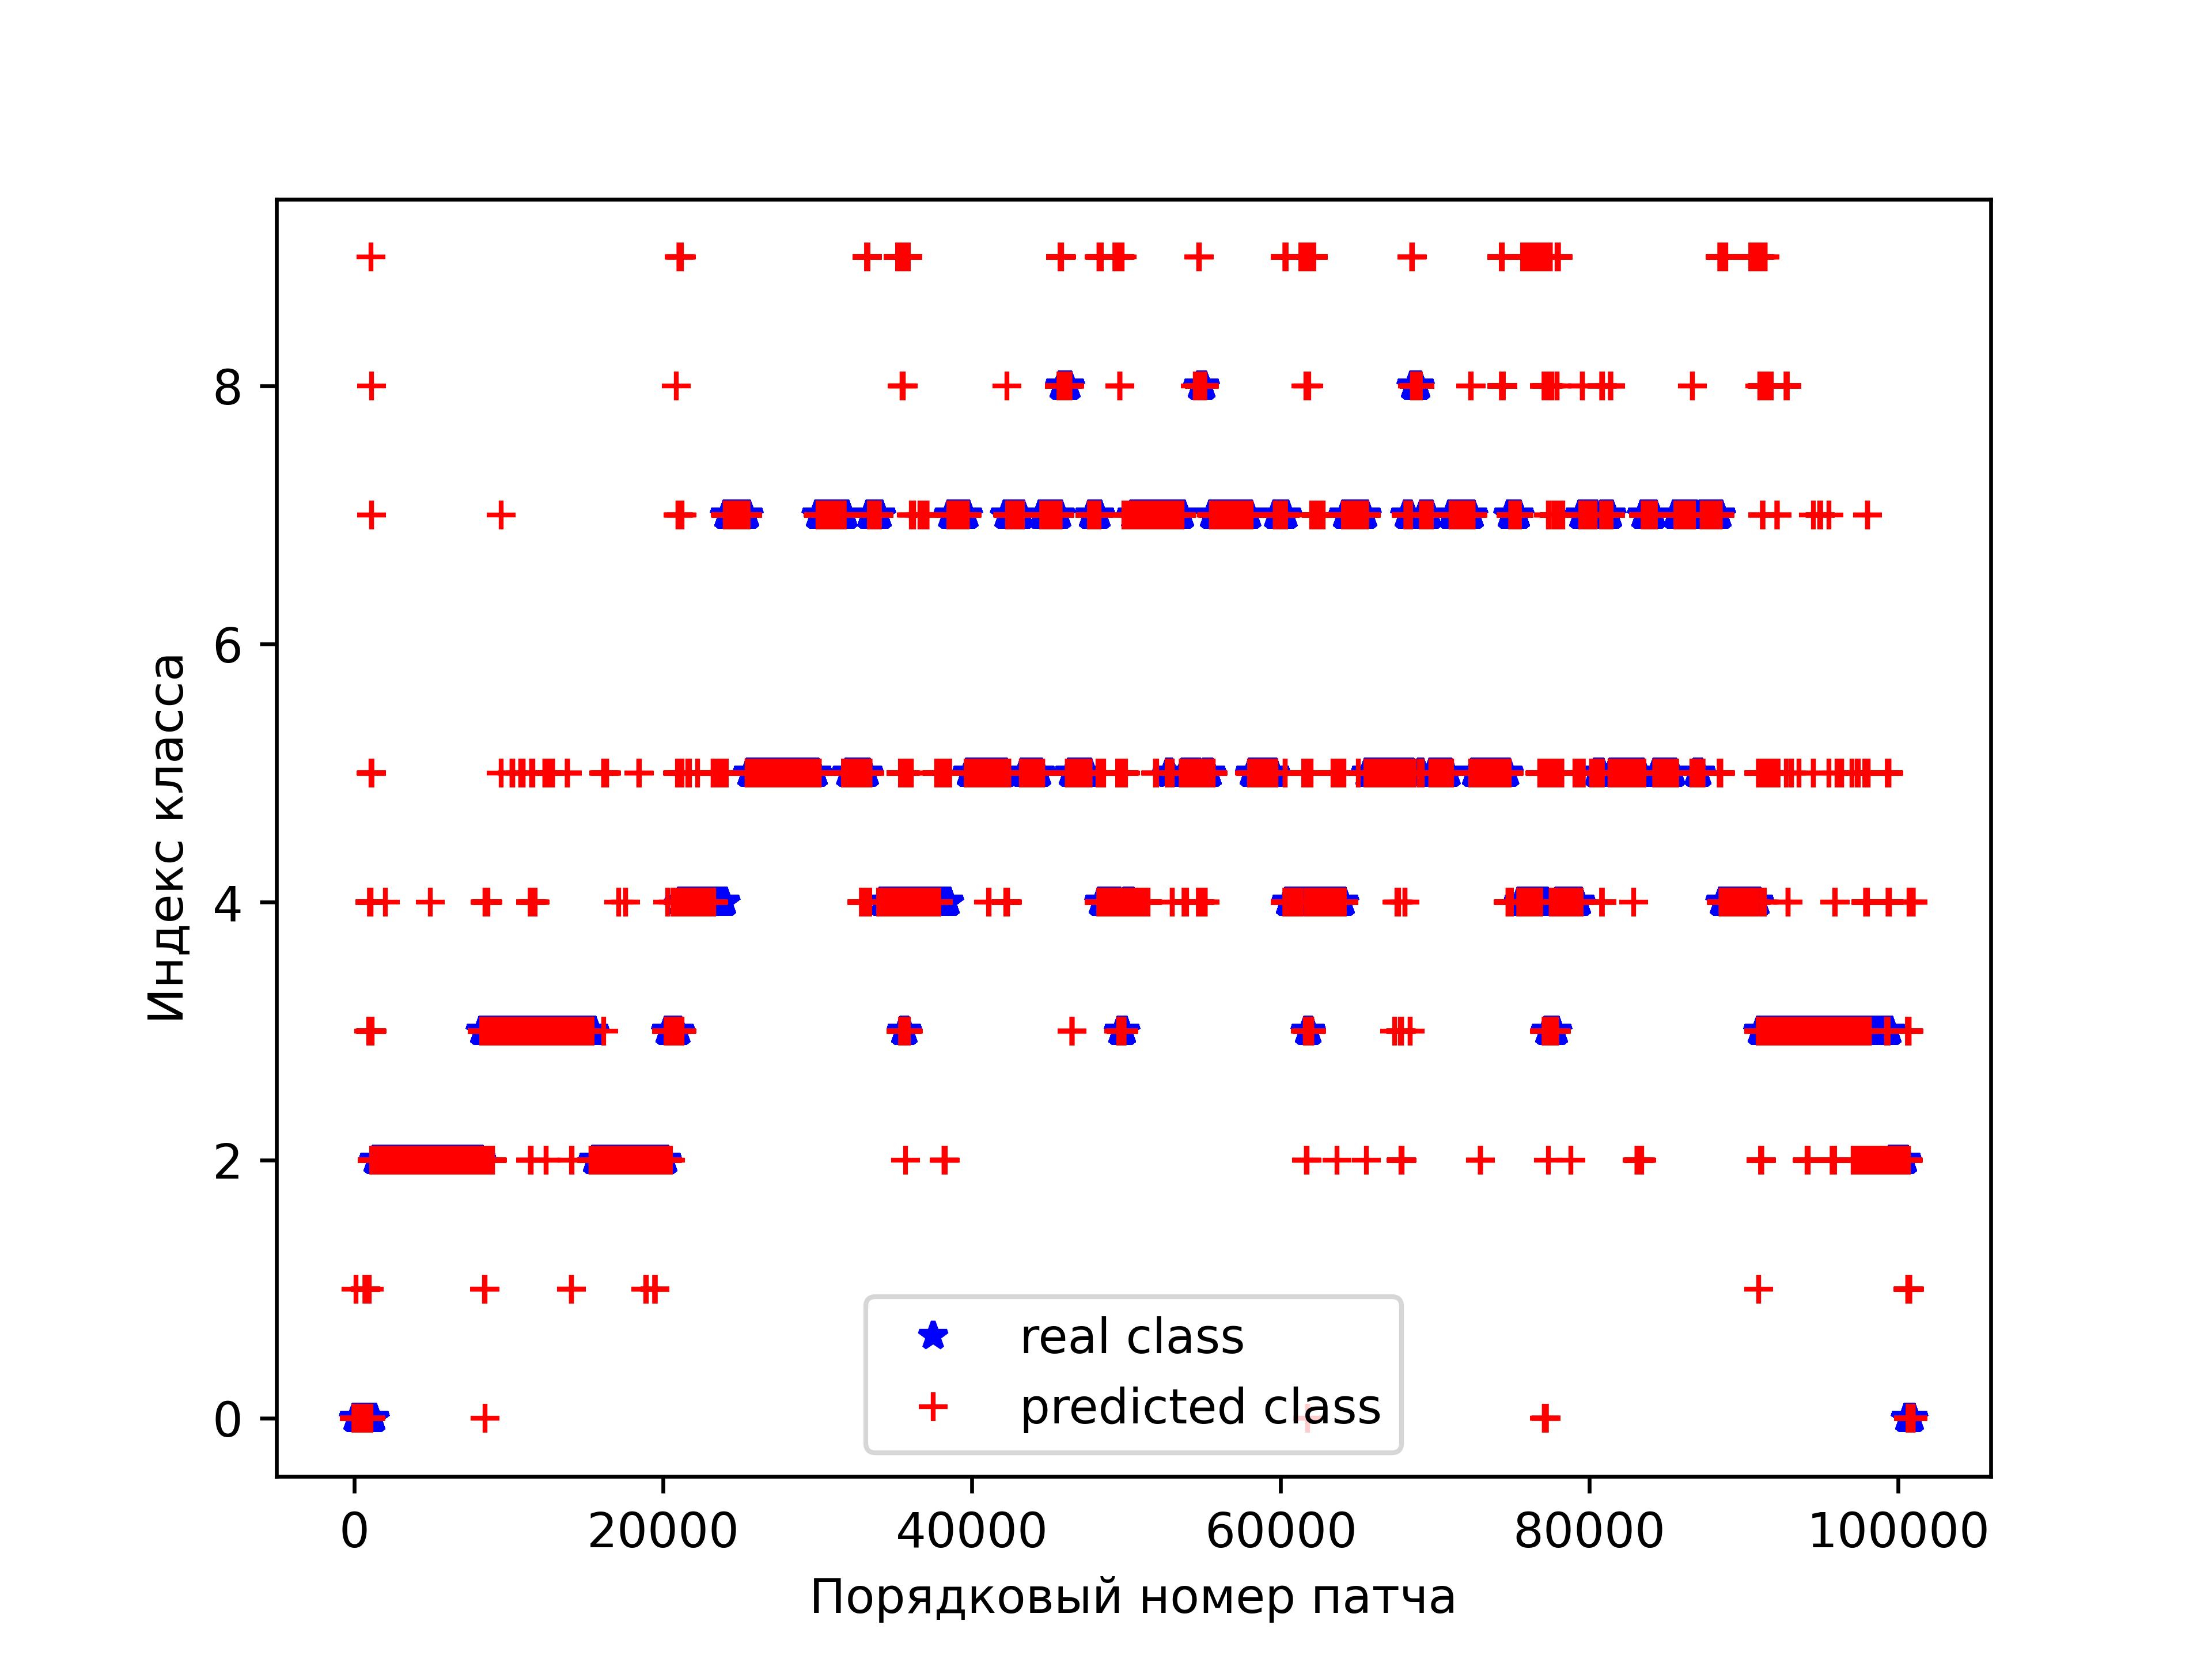 8
6
4
2
0
Индекс класса
real class
predicted class
0 20000 40000 60000 80000 100000
Порядковый номер патча